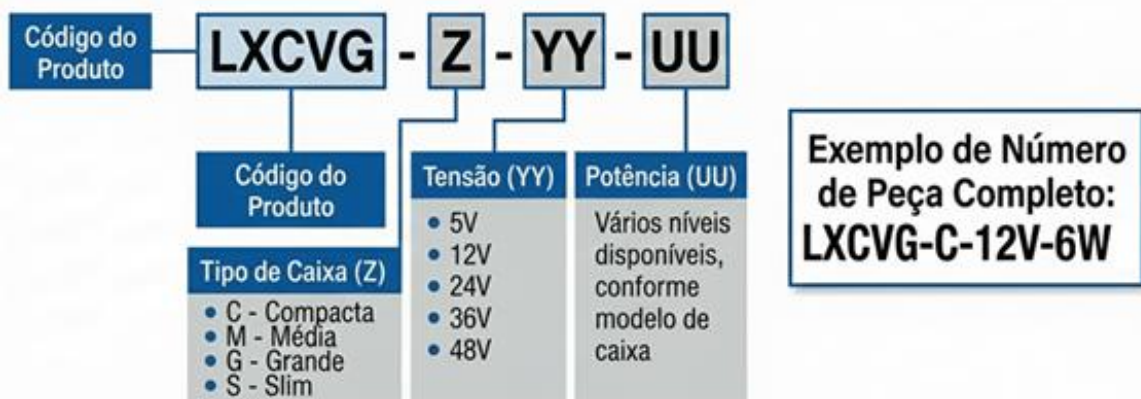 Código do
Produto
LXCVG - Z - YY - UU
Código do
Produto
Tipo de Caixa (Z)
• C - Compacta
• M - Média
• G - Grande
• S - Slim
Tensão (YY)
• 5V
• 12V
• 24V
• 36V
• 48V
Potência (UU)
Vários níveis
disponíveis,
conforme
modelo de
caixa
Exemplo de Número
de Peça Completo:
LXCVG-C-12V-6W